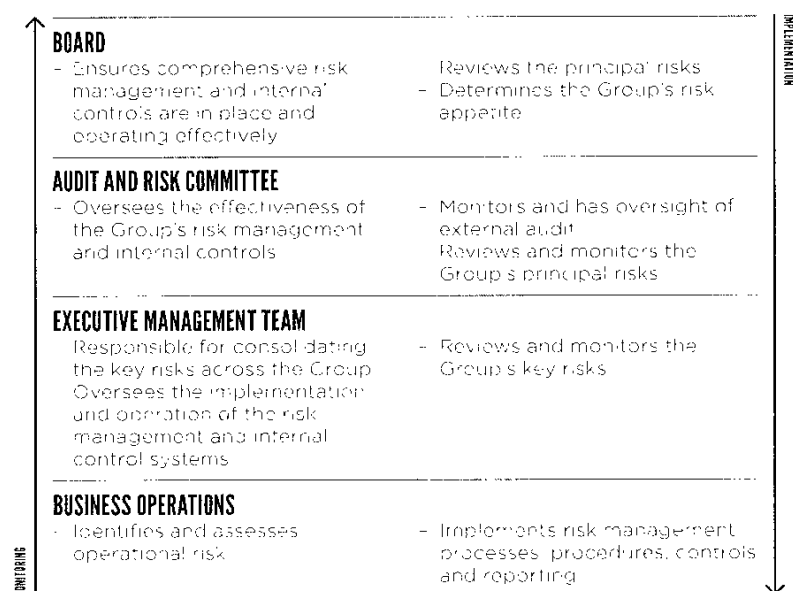 IMPLEMENTATION
BOARD
– Ensures comprehensive risk
management and internal
controls are in place and
operating effectively
Reviews the principal risks
– Determines the Group's risk
appetite
AUDIT AND RISK COMMITTEE
– Oversees the effectiveness of
the Group's risk management
and internal controls
– Monitors and has oversight of
external audit
Reviews and monitors the
Group's principal risks
EXECUTIVE MANAGEMENT TEAM
Responsible for consolidating
the key risks across the Group
Oversees the implementation
and operation of the risk
management and internal
control systems
– Reviews and monitors the
Group's key risks
BUSINESS OPERATIONS
– Identifies and assesses
operational risk
– Implements risk management
processes, procedures, controls
and reporting
ONITORING